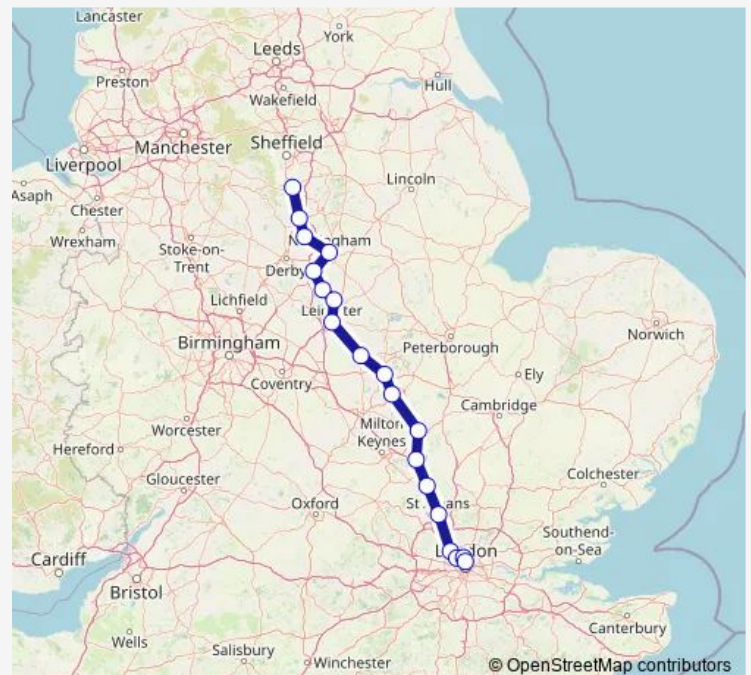 Lancaster
York
Leeds
Preston
Hull
Wakefield
Manchester
Sheffield
Liverpool
Lincoln
Asaph
Chester
Wrexham
Stoke-on-
Trent
Derby
Lichfield
Norwich
Birmingham
Peterborough
Ely
Coventry
Cambridge
Worcester
Milton
Keynes
Hereford
Gloucester
Colchester
Oxford
Southend-
on-Sea
Cardiff
Bristol
Canterbury
Wells
Salisbury
Winchester
© OpenStreetMap contributors